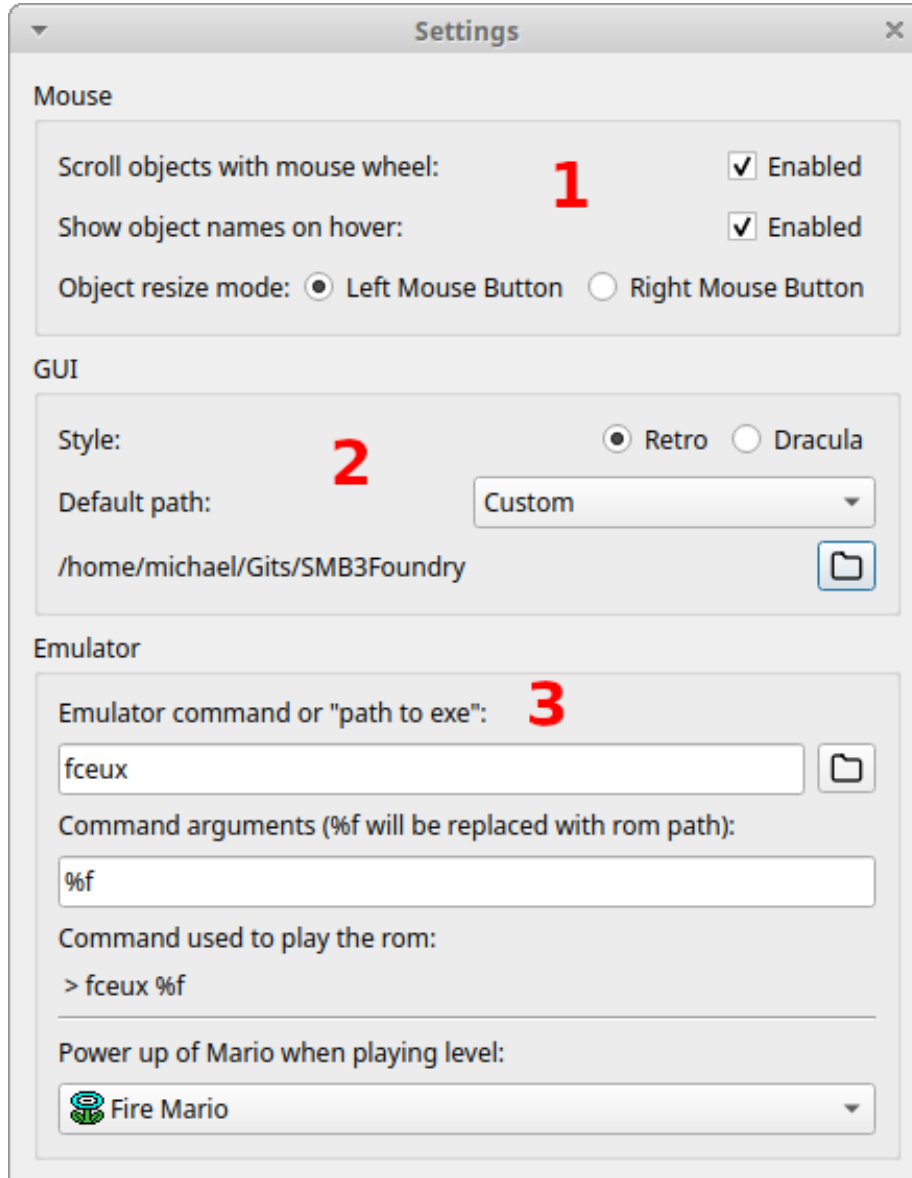 Settings
Mouse
Scroll objects with mouse wheel: Enabled
1
Show object names on hover: Enabled
Object resize mode: Left Mouse Button Right Mouse Button
GUI
Style: Retro Dracula
2
Default path: Custom
/home/michael/Gits/SMB3Foundry
Emulator
Emulator command or "path to exe": 3
fceux
Command arguments (%f will be replaced with rom path):
%f
Command used to play the rom:
> fceux %f
Power up of Mario when playing level:
Fire Mario